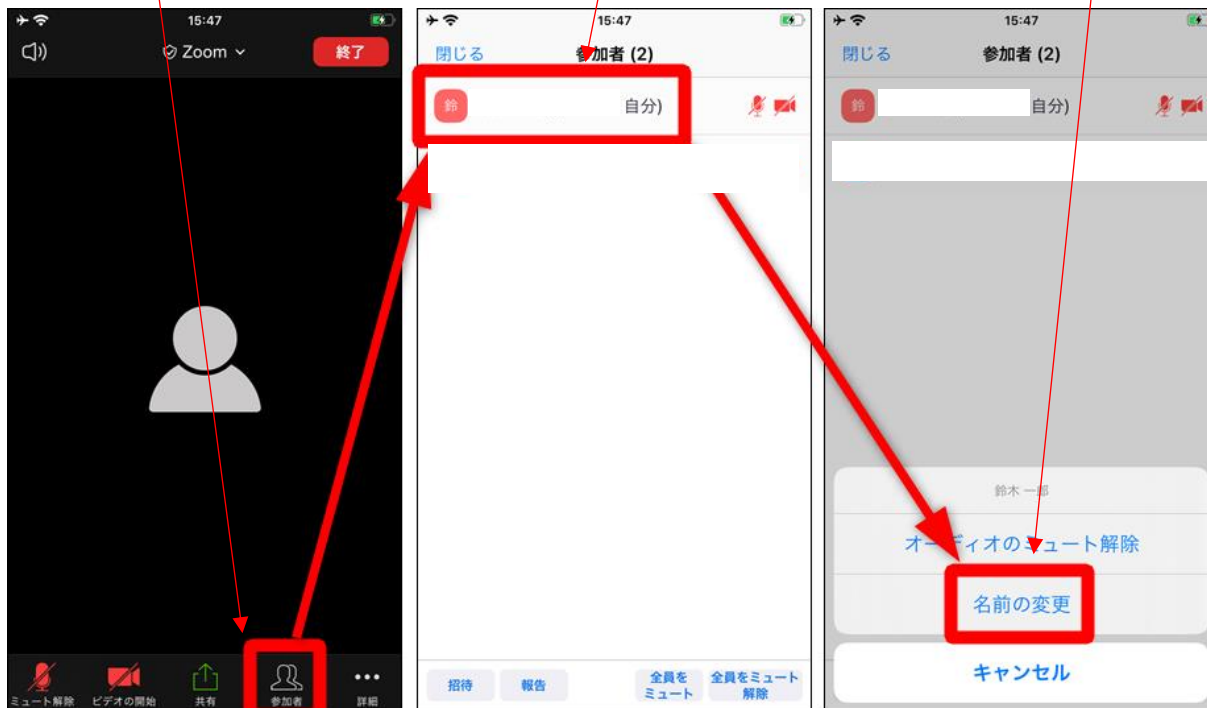 15:47
Zoom
終了
ミュート解除
ビデオの開始
共有
参加者
詳細
15:47
閉じる
参加者 (2)
鈴
自分)
招待
報告
全員を
ミュート
全員をミュート
解除
15:47
閉じる
参加者 (2)
鈴
自分)
鈴木 一郎
オーディオのミュート解除
名前の変更
キャンセル